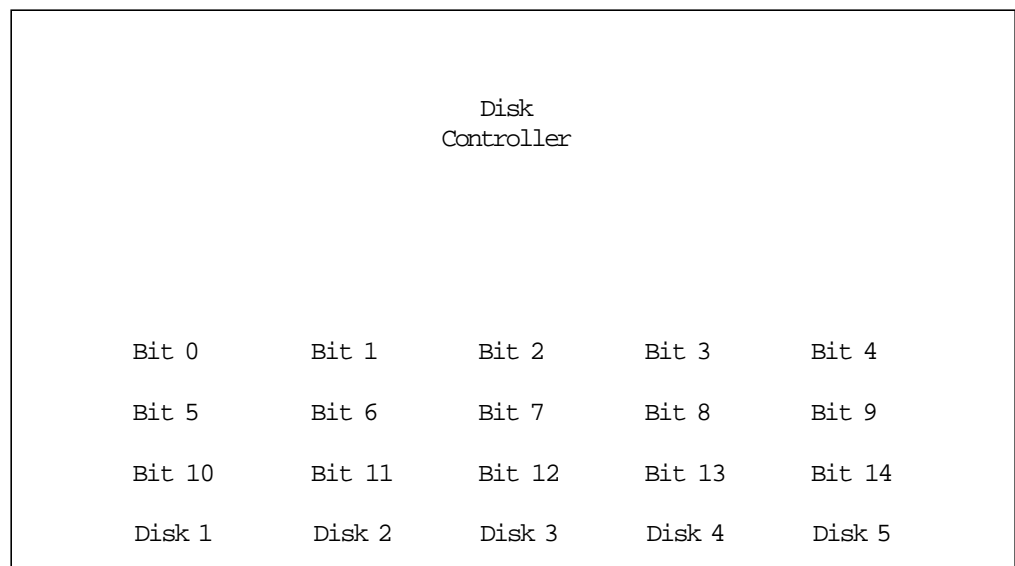 Disk
Controller
Bit 0 Bit 1 Bit 2 Bit 3 Bit 4
Bit 5 Bit 6 Bit 7 Bit 8 Bit 9
Bit 10 Bit 11 Bit 12 Bit 13 Bit 14
Disk 1 Disk 2 Disk 3 Disk 4 Disk 5